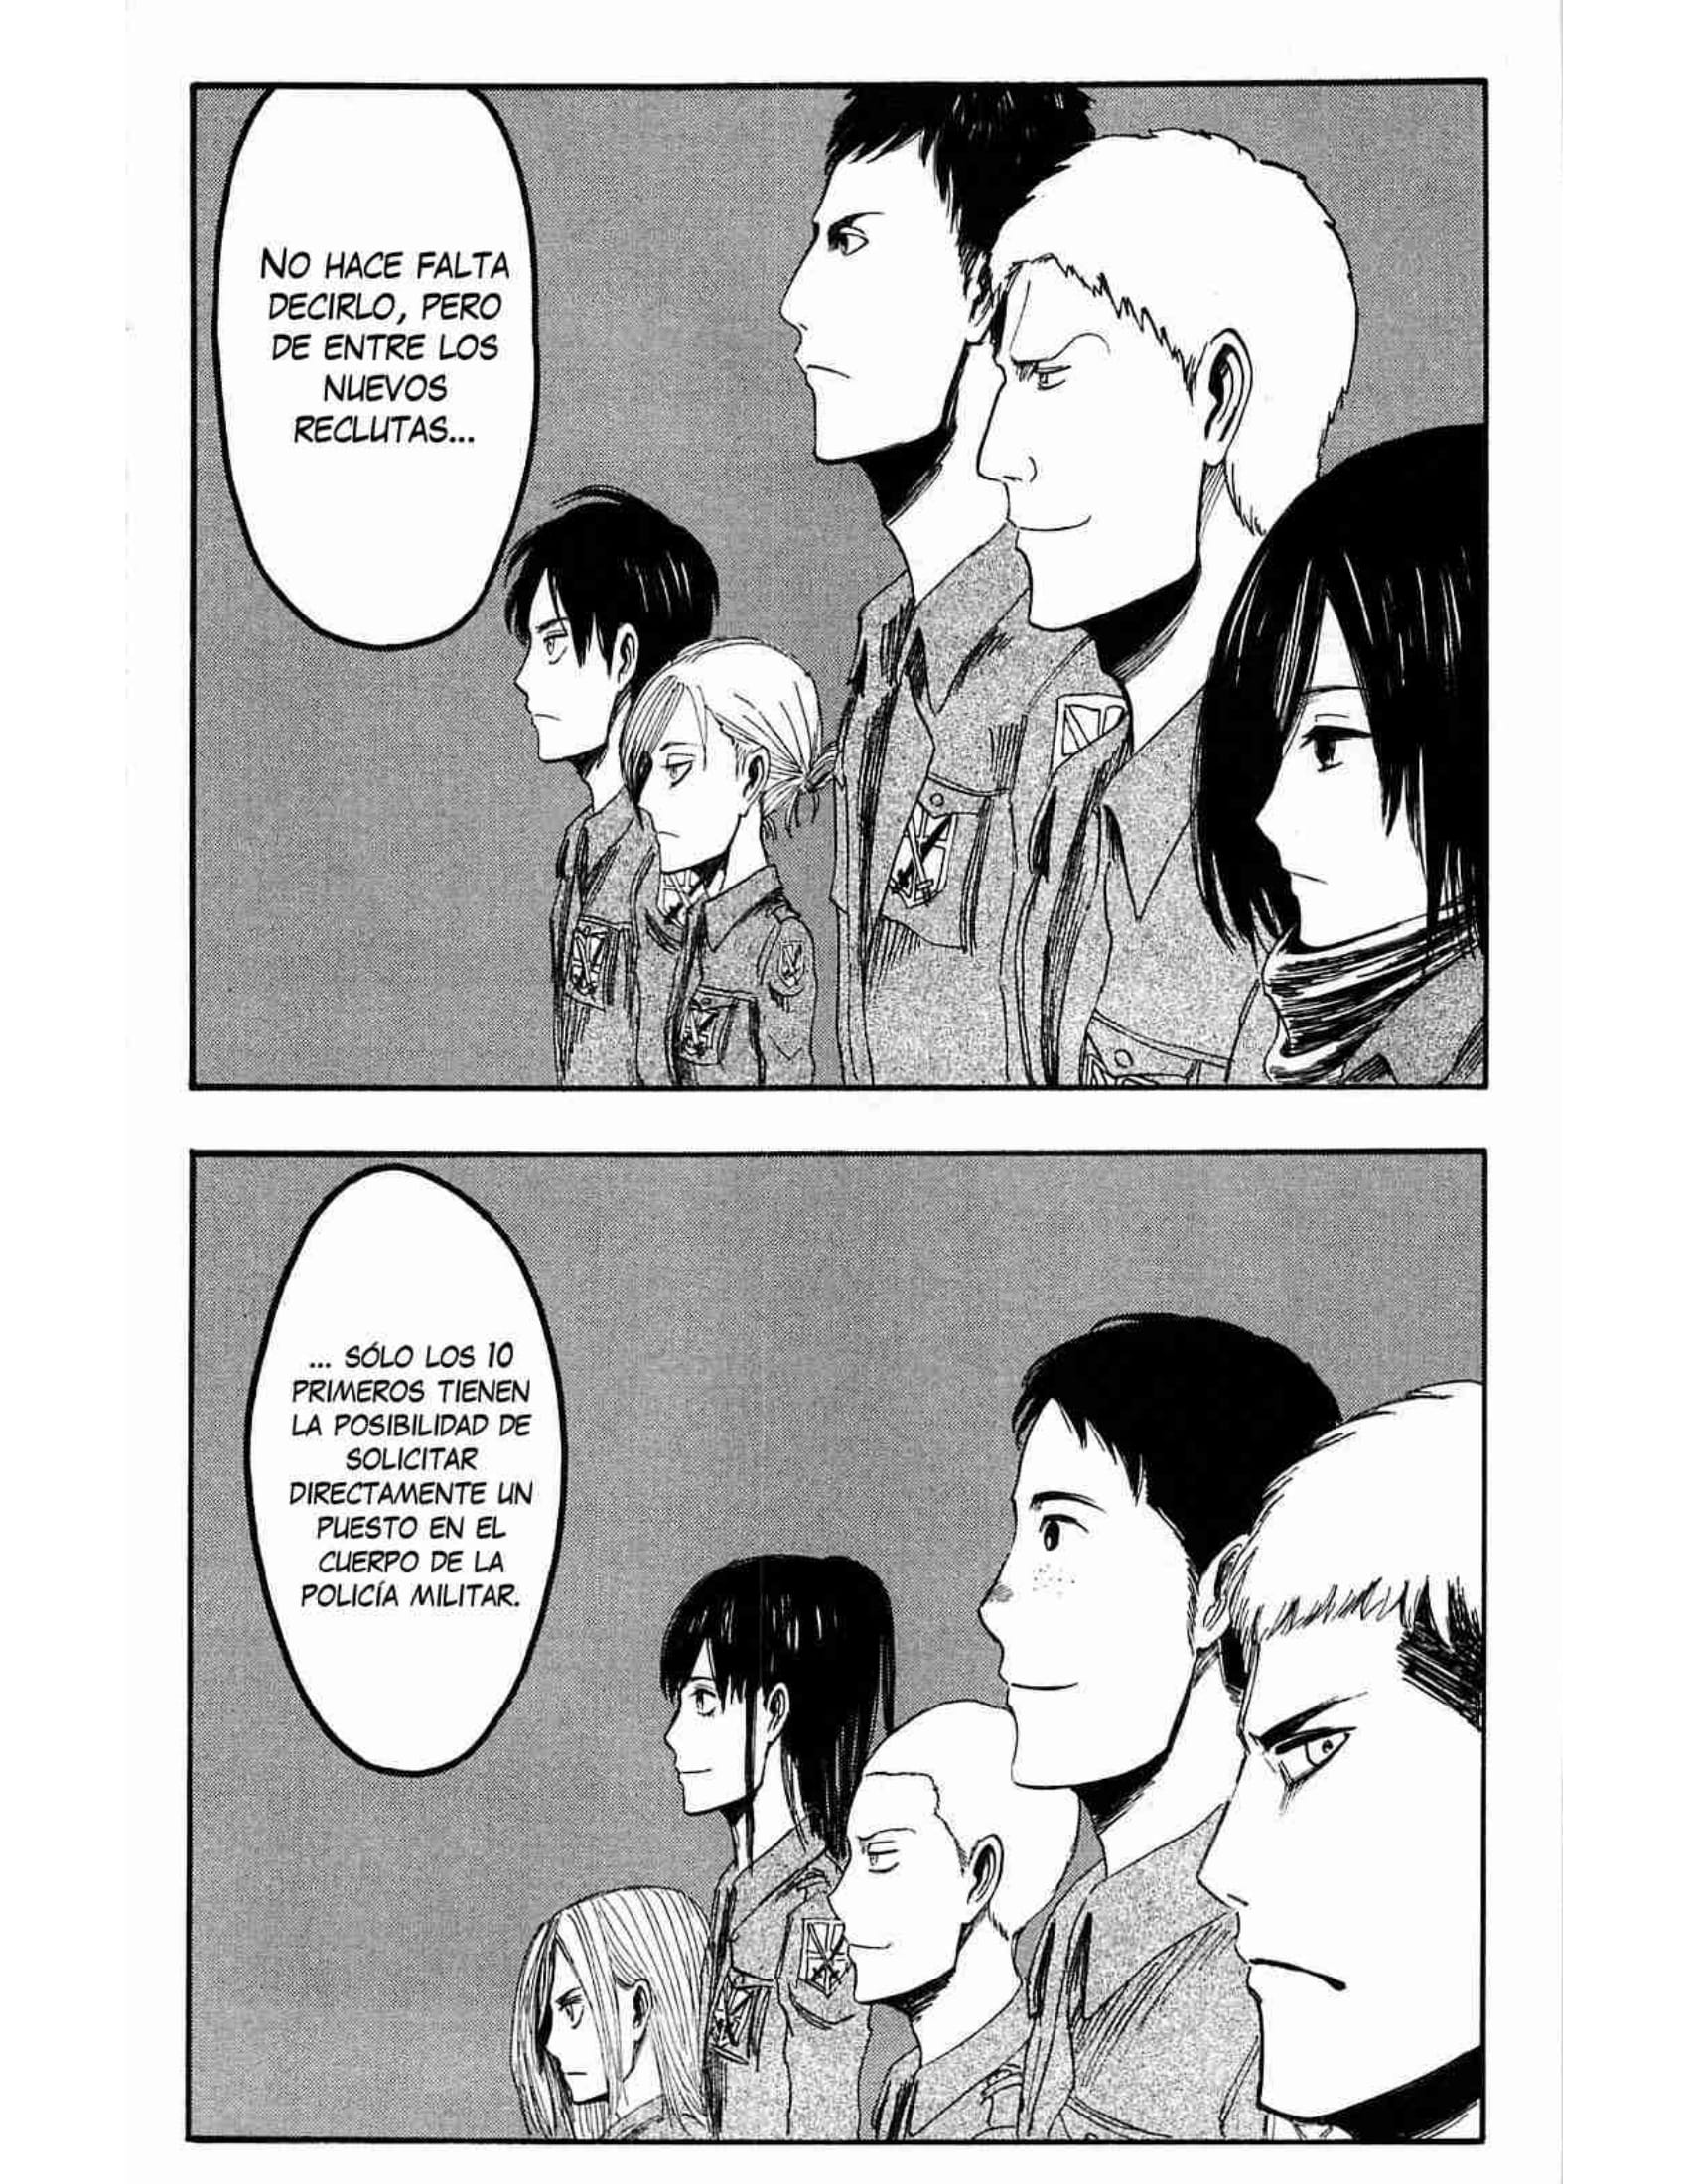 NO HACE FALTA
DECIRLO, PERO
DE ENTRE LOS
NUEVOS
RECLUTAS...
... SÓLO LOS 10
PRIMEROS TIENEN
LA POSIBILIDAD DE
SOLICITAR
DIRECTAMENTE UN
PUESTO EN EL
CUERPO DE LA
POLICÍA MILITAR.